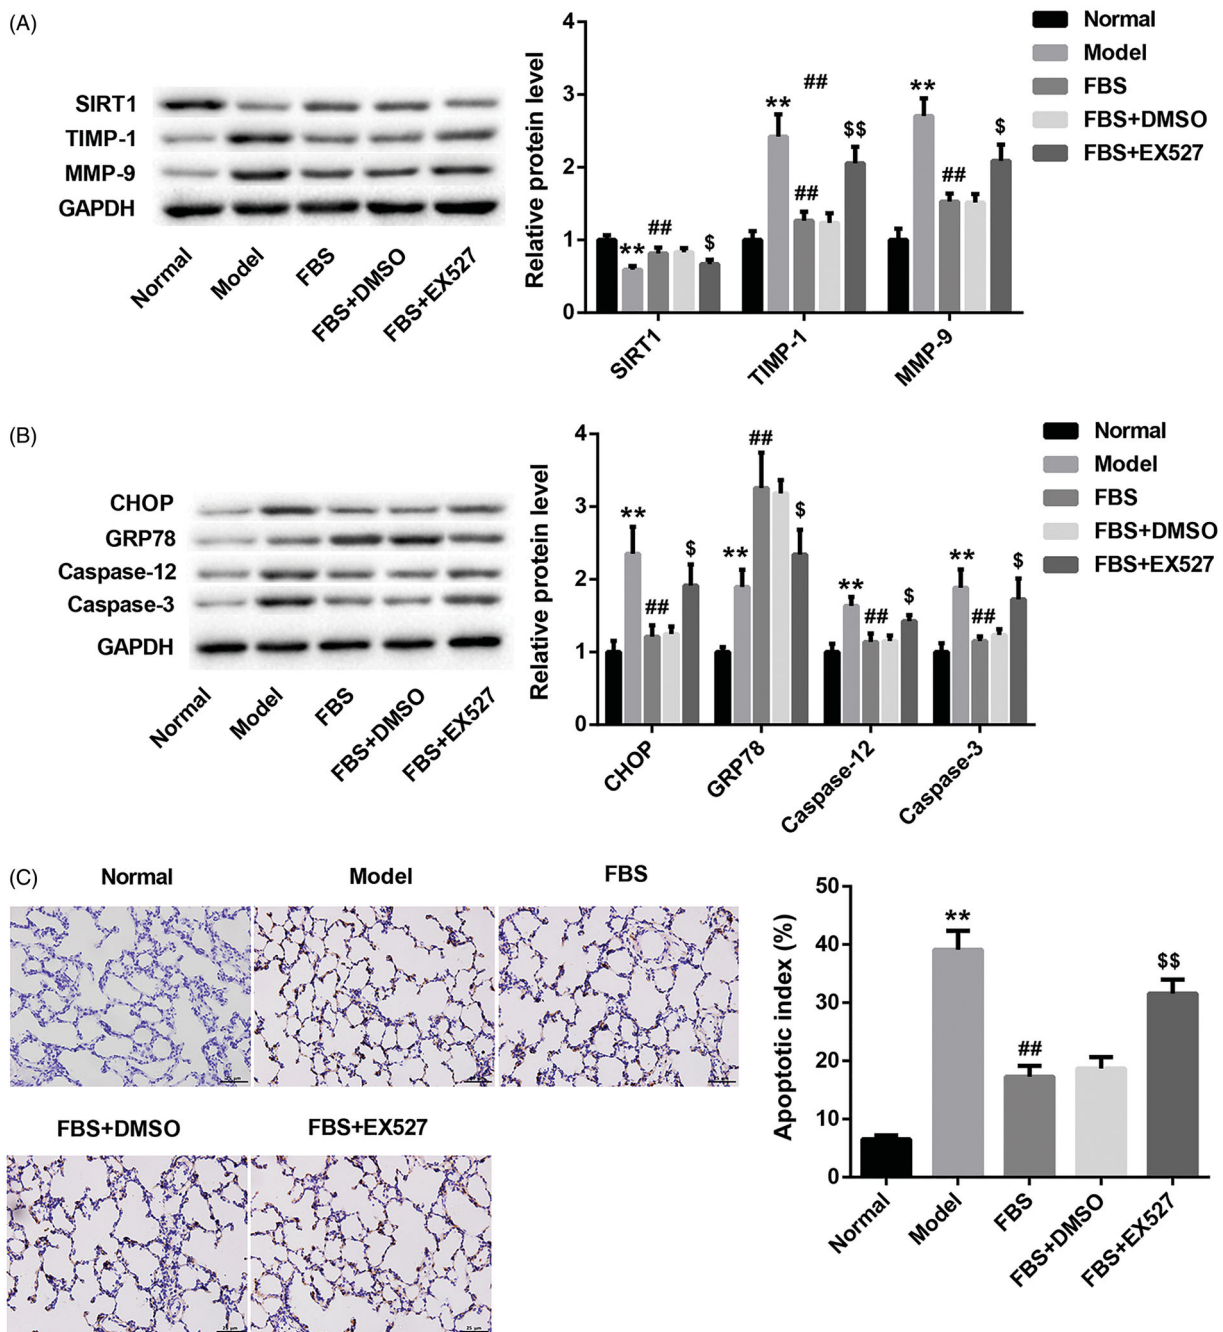 (A)
SIRT1
TIMP-1
MMP-9
GAPDH
Normal
Model
FBS
FBS+DMSO
FBS+EX527
Relative protein level
4
3
2
1
0
**
##
$
**
##
##
$$
**
##
$
SIRT1
TIMP-1
MMP-9
Normal
Model
FBS
FBS+DMSO
FBS+EX527
(B)
CHOP
GRP78
Caspase-12
Caspase-3
GAPDH
Normal
Model
FBS
FBS+DMSO
FBS+EX527
Relative protein level
4
3
2
1
0
**
##
$
**
##
$
**
##
$
**
##
$
CHOP
GRP78
Caspase-12
Caspase-3
Normal
Model
FBS
FBS+DMSO
FBS+EX527
(C)
Normal
Model
FBS
FBS+DMSO
FBS+EX527
25 μm
25 μm
Apoptotic index (%)
50
40
30
20
10
0
**
##
$$
Normal
Model
FBS
FBS+DMSO
FBS+EX527